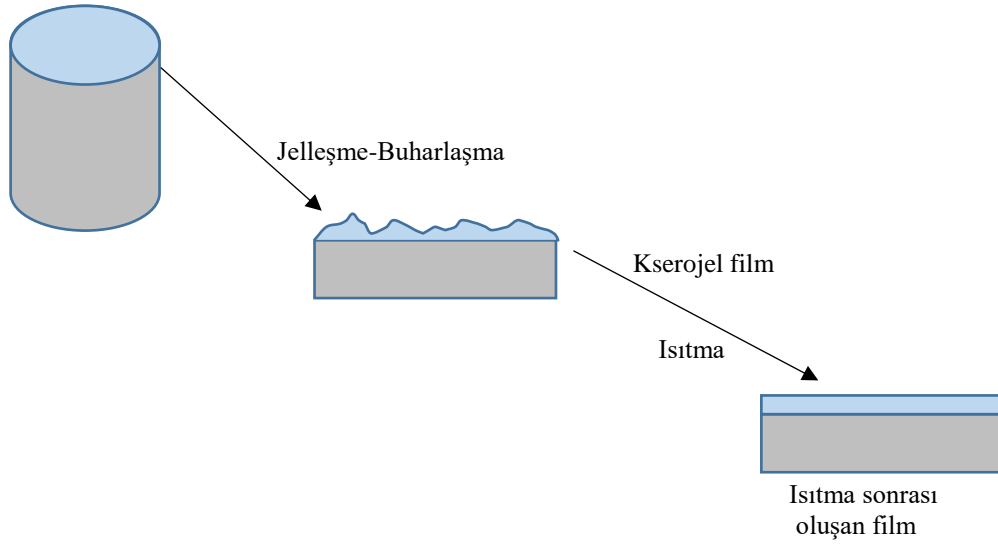 Jelleşme-Buharlaşma
Kserojel film
Isıtma
Isıtma sonrası
oluşan film